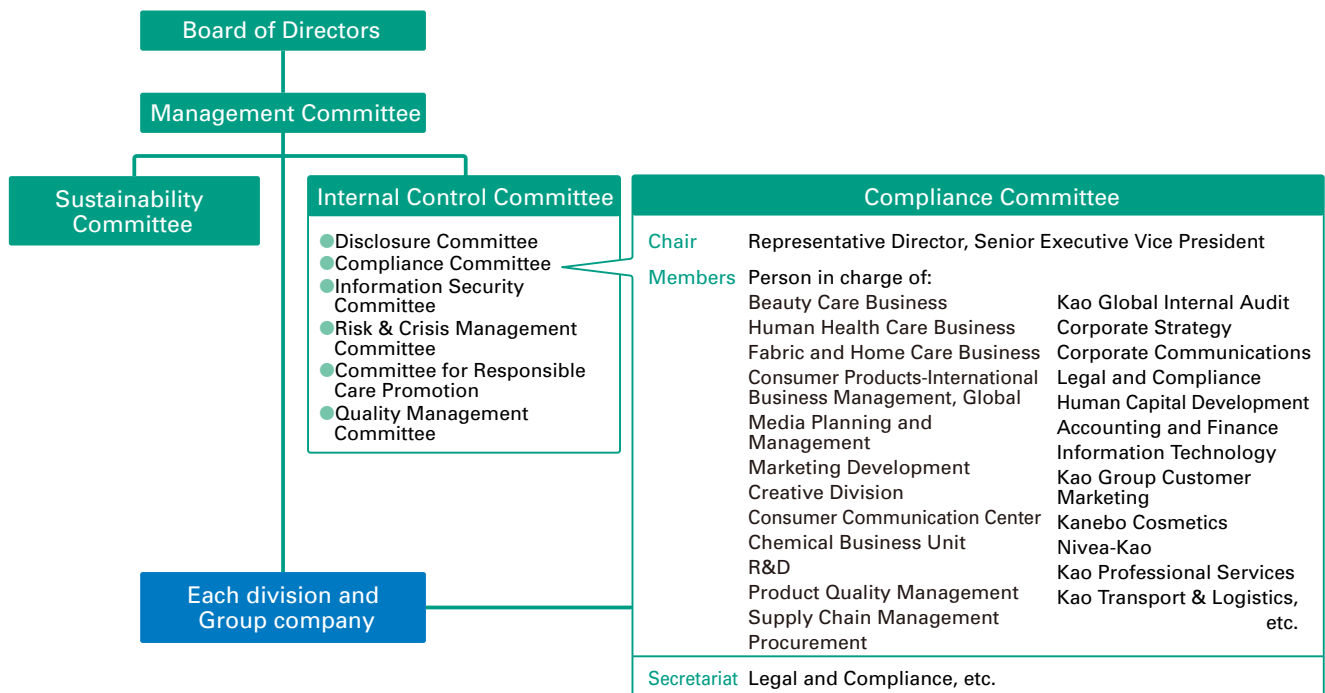 Board of Directors
Management Committee
Sustainability
Committee
Internal Control Committee
Disclosure Committee
Compliance Committee
Information Security
Committee
Risk & Crisis Management
Committee
Committee for Responsible
Care Promotion
Quality Management
Committee
Each division and
Group company
Compliance Committee
Chair Representative Director, Senior Executive Vice President
Members Person in charge of:
Beauty Care Business
Human Health Care Business
Fabric and Home Care Business
Consumer Products-International
Business Management, Global
Media Planning and
Management
Marketing Development
Creative Division
Consumer Communication Center
Chemical Business Unit
R&D
Product Quality Management
Supply Chain Management
Procurement
Kao Global Internal Audit
Corporate Strategy
Corporate Communications
Legal and Compliance
Human Capital Development
Accounting and Finance
Information Technology
Kao Group Customer
Marketing
Kanebo Cosmetics
Nivea-Kao
Kao Professional Services
Kao Transport & Logistics,
etc.
Secretariat Legal and Compliance, etc.